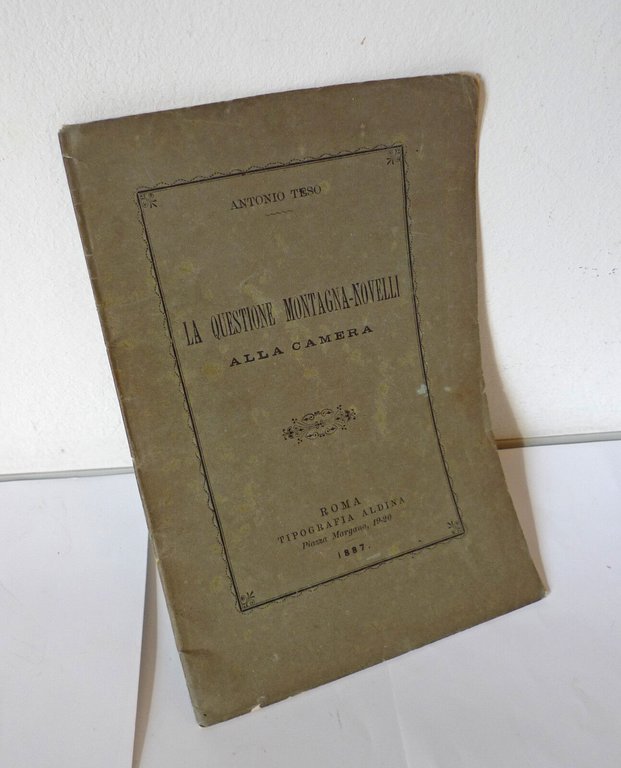 ANTONIO TESO
LA QUESTIONE MONTAGNA-NOVELLI
ALLA CAMERA
ROMA
TIPOGRAFIA ALDINA
Piazza Margana, 19-20
1887.